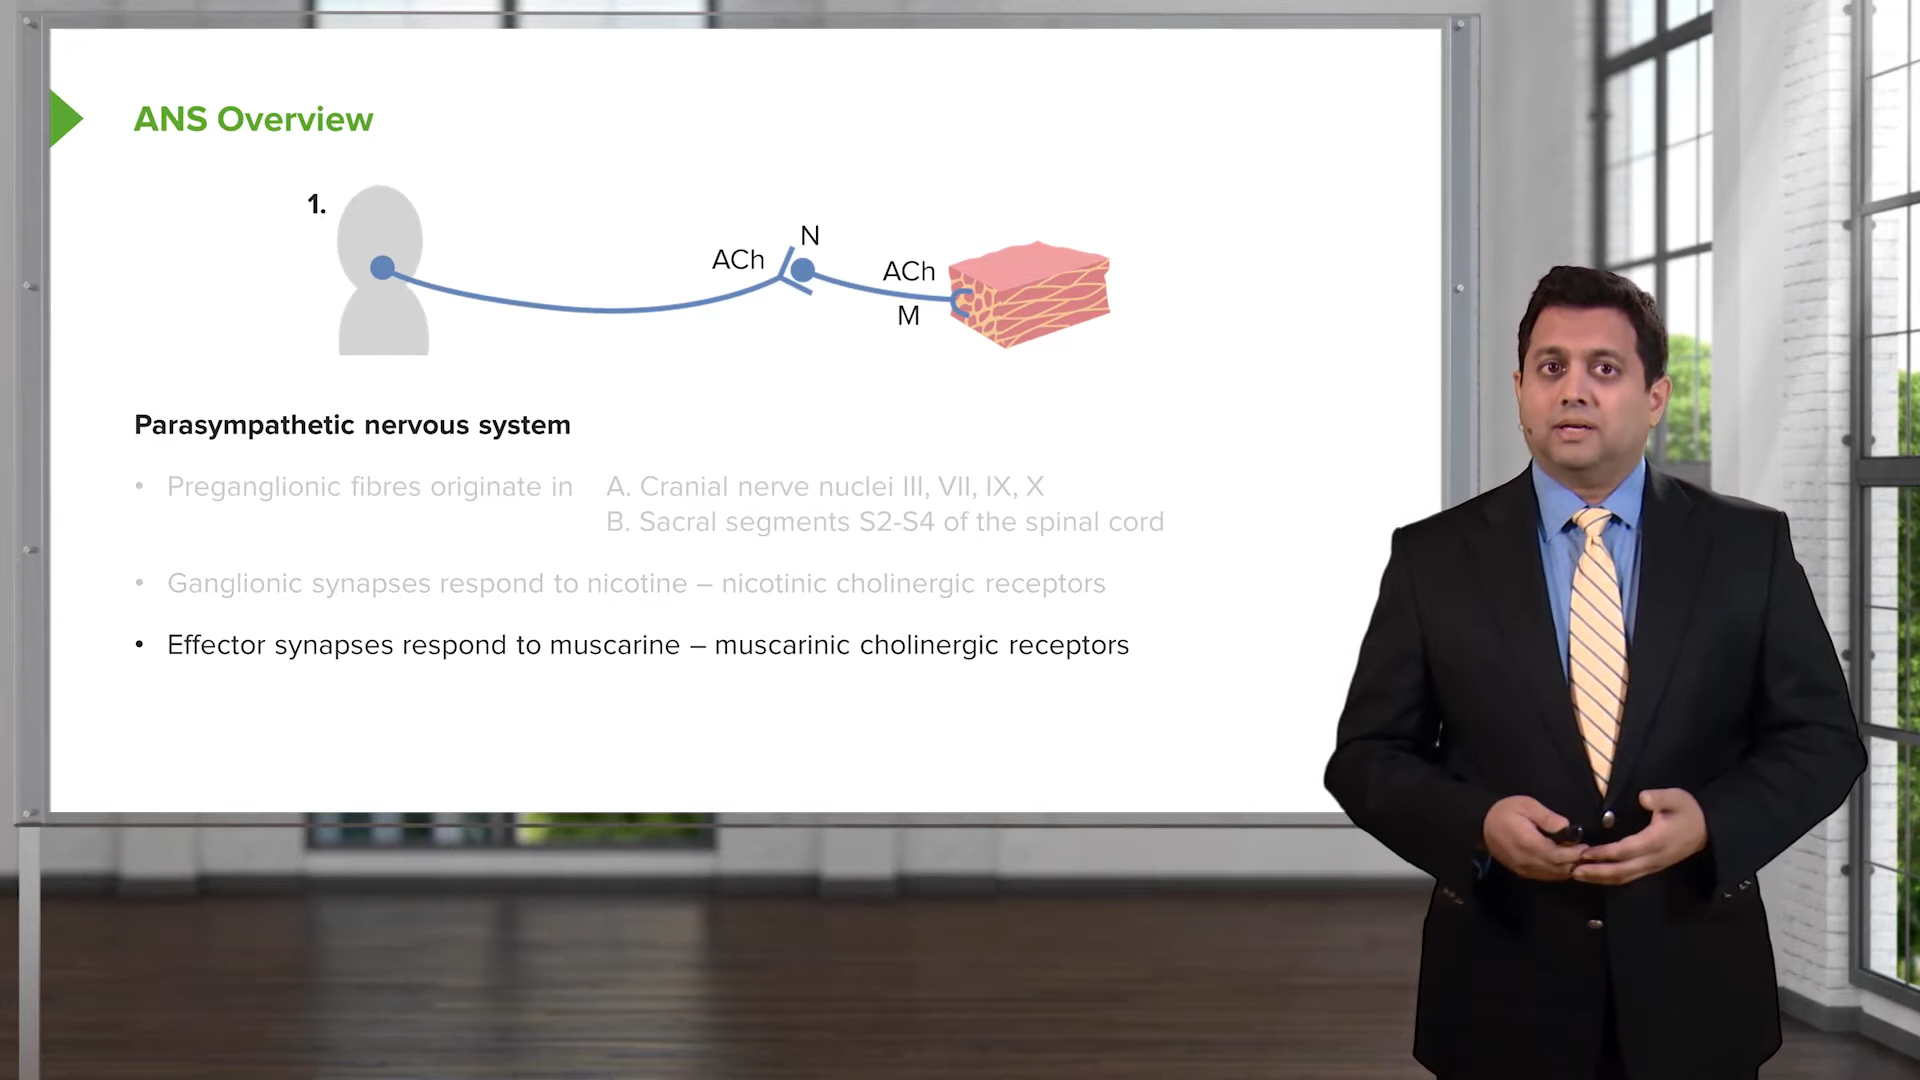 ANS Overview
1.
N
ACh
ACh
M
Parasympathetic nervous system
• Preganglionic fibres originate in A. Cranial nerve nuclei III, VII, IX, X
B. Sacral segments S2-S4 of the spinal cord
• Ganglionic synapses respond to nicotine – nicotinic cholinergic receptors
• Effector synapses respond to muscarine – muscarinic cholinergic receptors